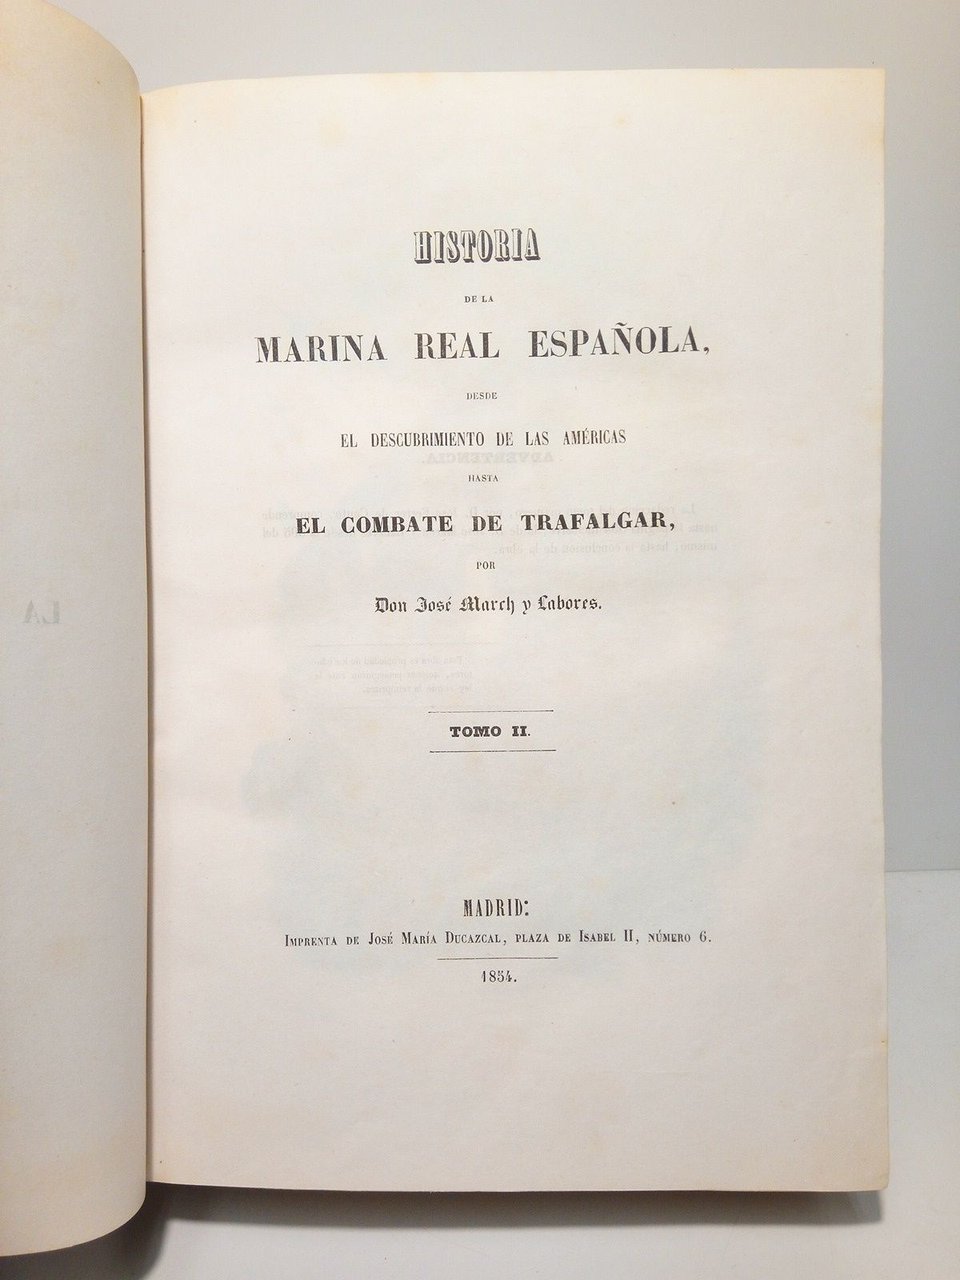 HISTORIA
DE LA
MARINA REAL ESPAÑOLA,
DESDE
EL DESCUBRIMIENTO DE LAS AMÉRICAS
HASTA
EL COMBATE DE TRAFALGAR,
POR
Don José March y Labores.
TOMO II.
MADRID:
IMPRENTA DE JOSÉ MARÍA DUCAZCAL, PLAZA DE ISABEL II, NÚMERO 6.
1854.